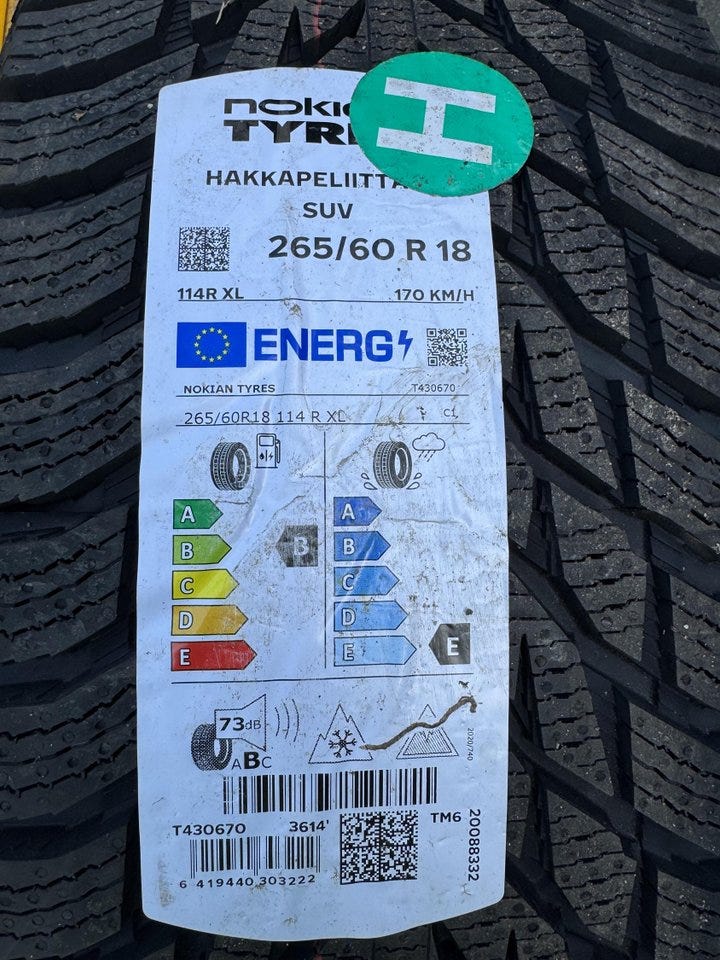 H
HAKKAPELIITTA
SUV
265/60 R 18
114R XL 170 KM/H
ENERG
NOKIAN TYRES T430670
265/60R18 114 R XL C1
A A
B B B
C C
D D
E E E
73dB
ABC
2020/740
T430670 3614' TM6
20088332
6 419440 303222